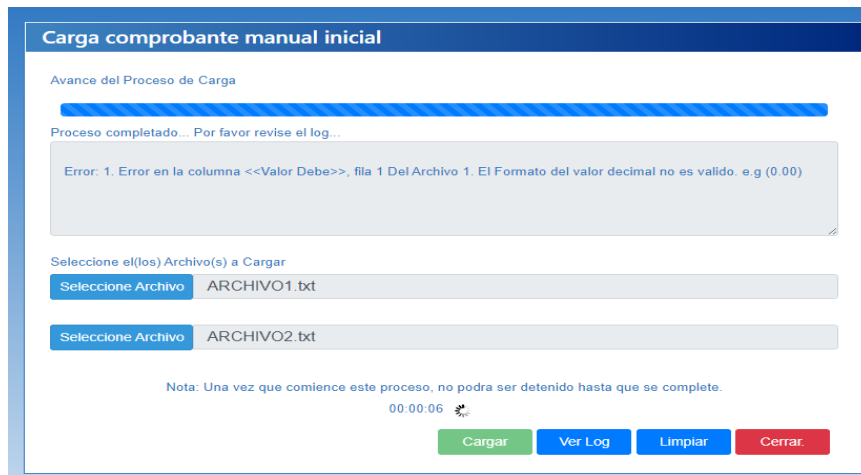 Carga comprobante manual inicial
Avance del Proceso de Carga
Proceso completado... Por favor revise el log...
Error: 1. Error en la columna <<Valor Debe>>, fila 1 Del Archivo 1. El Formato del valor decimal no es valido. e.g (0.00)
Seleccione el(los) Archivo(s) a Cargar
Seleccione Archivo ARCHIVO1.txt
Seleccione Archivo ARCHIVO2.txt
Nota: Una vez que comience este proceso, no podra ser detenido hasta que se complete.
00:00:06
Cargar Ver Log Limpiar Cerrar.